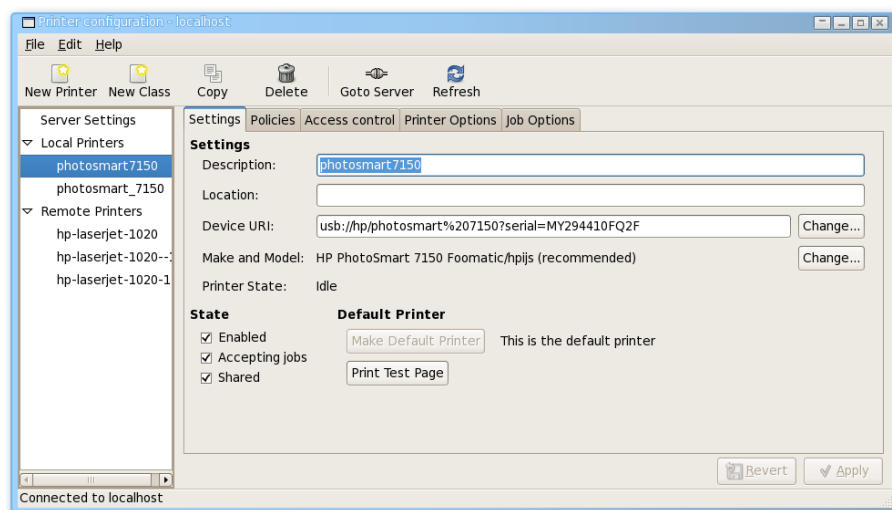 Printer configuration - localhost
File Edit Help
New Printer New Class Copy Delete Goto Server Refresh
Server Settings
Local Printers
photosmart7150
photosmart_7150
Remote Printers
hp-laserjet-1020
hp-laserjet-1020--1
hp-laserjet-1020-1
Settings Policies Access control Printer Options Job Options
Settings
Description: photosmart7150
Location:
Device URI: usb://hp/photosmart%207150?serial=MY294410FQ2F Change...
Make and Model: HP PhotoSmart 7150 Foomatic/hpijs (recommended) Change...
Printer State: Idle
State Default Printer
Enabled Make Default Printer This is the default printer
Accepting jobs
Shared Print Test Page
Revert Apply
Connected to localhost